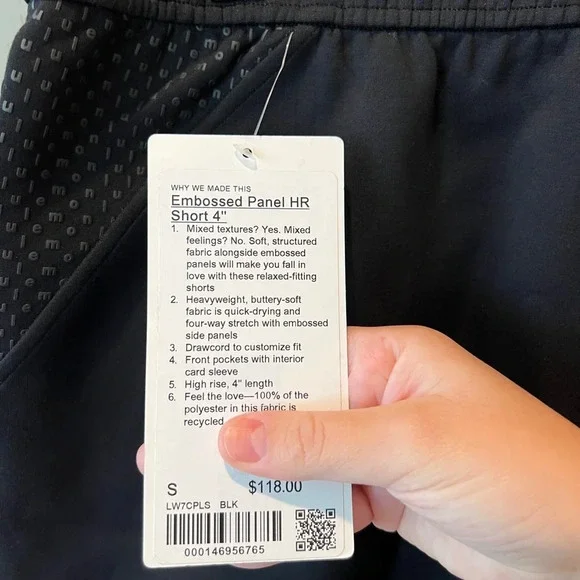 WHY WE MADE THIS
Embossed Panel HR
Short 4"
1. Mixed textures? Yes. Mixed
feelings? No. Soft, structured
fabric alongside embossed
panels will make you fall in
love with these relaxed-fitting
shorts
2. Heavyweight, buttery-soft
fabric is quick-drying and
four-way stretch with embossed
side panels
3. Drawcord to customize fit
4. Front pockets with interior
card sleeve
5. High rise, 4" length
6. Feel the love—100% of the
polyester in this fabric is
recycled
S $118.00
LW7CPLS BLK
000146956765